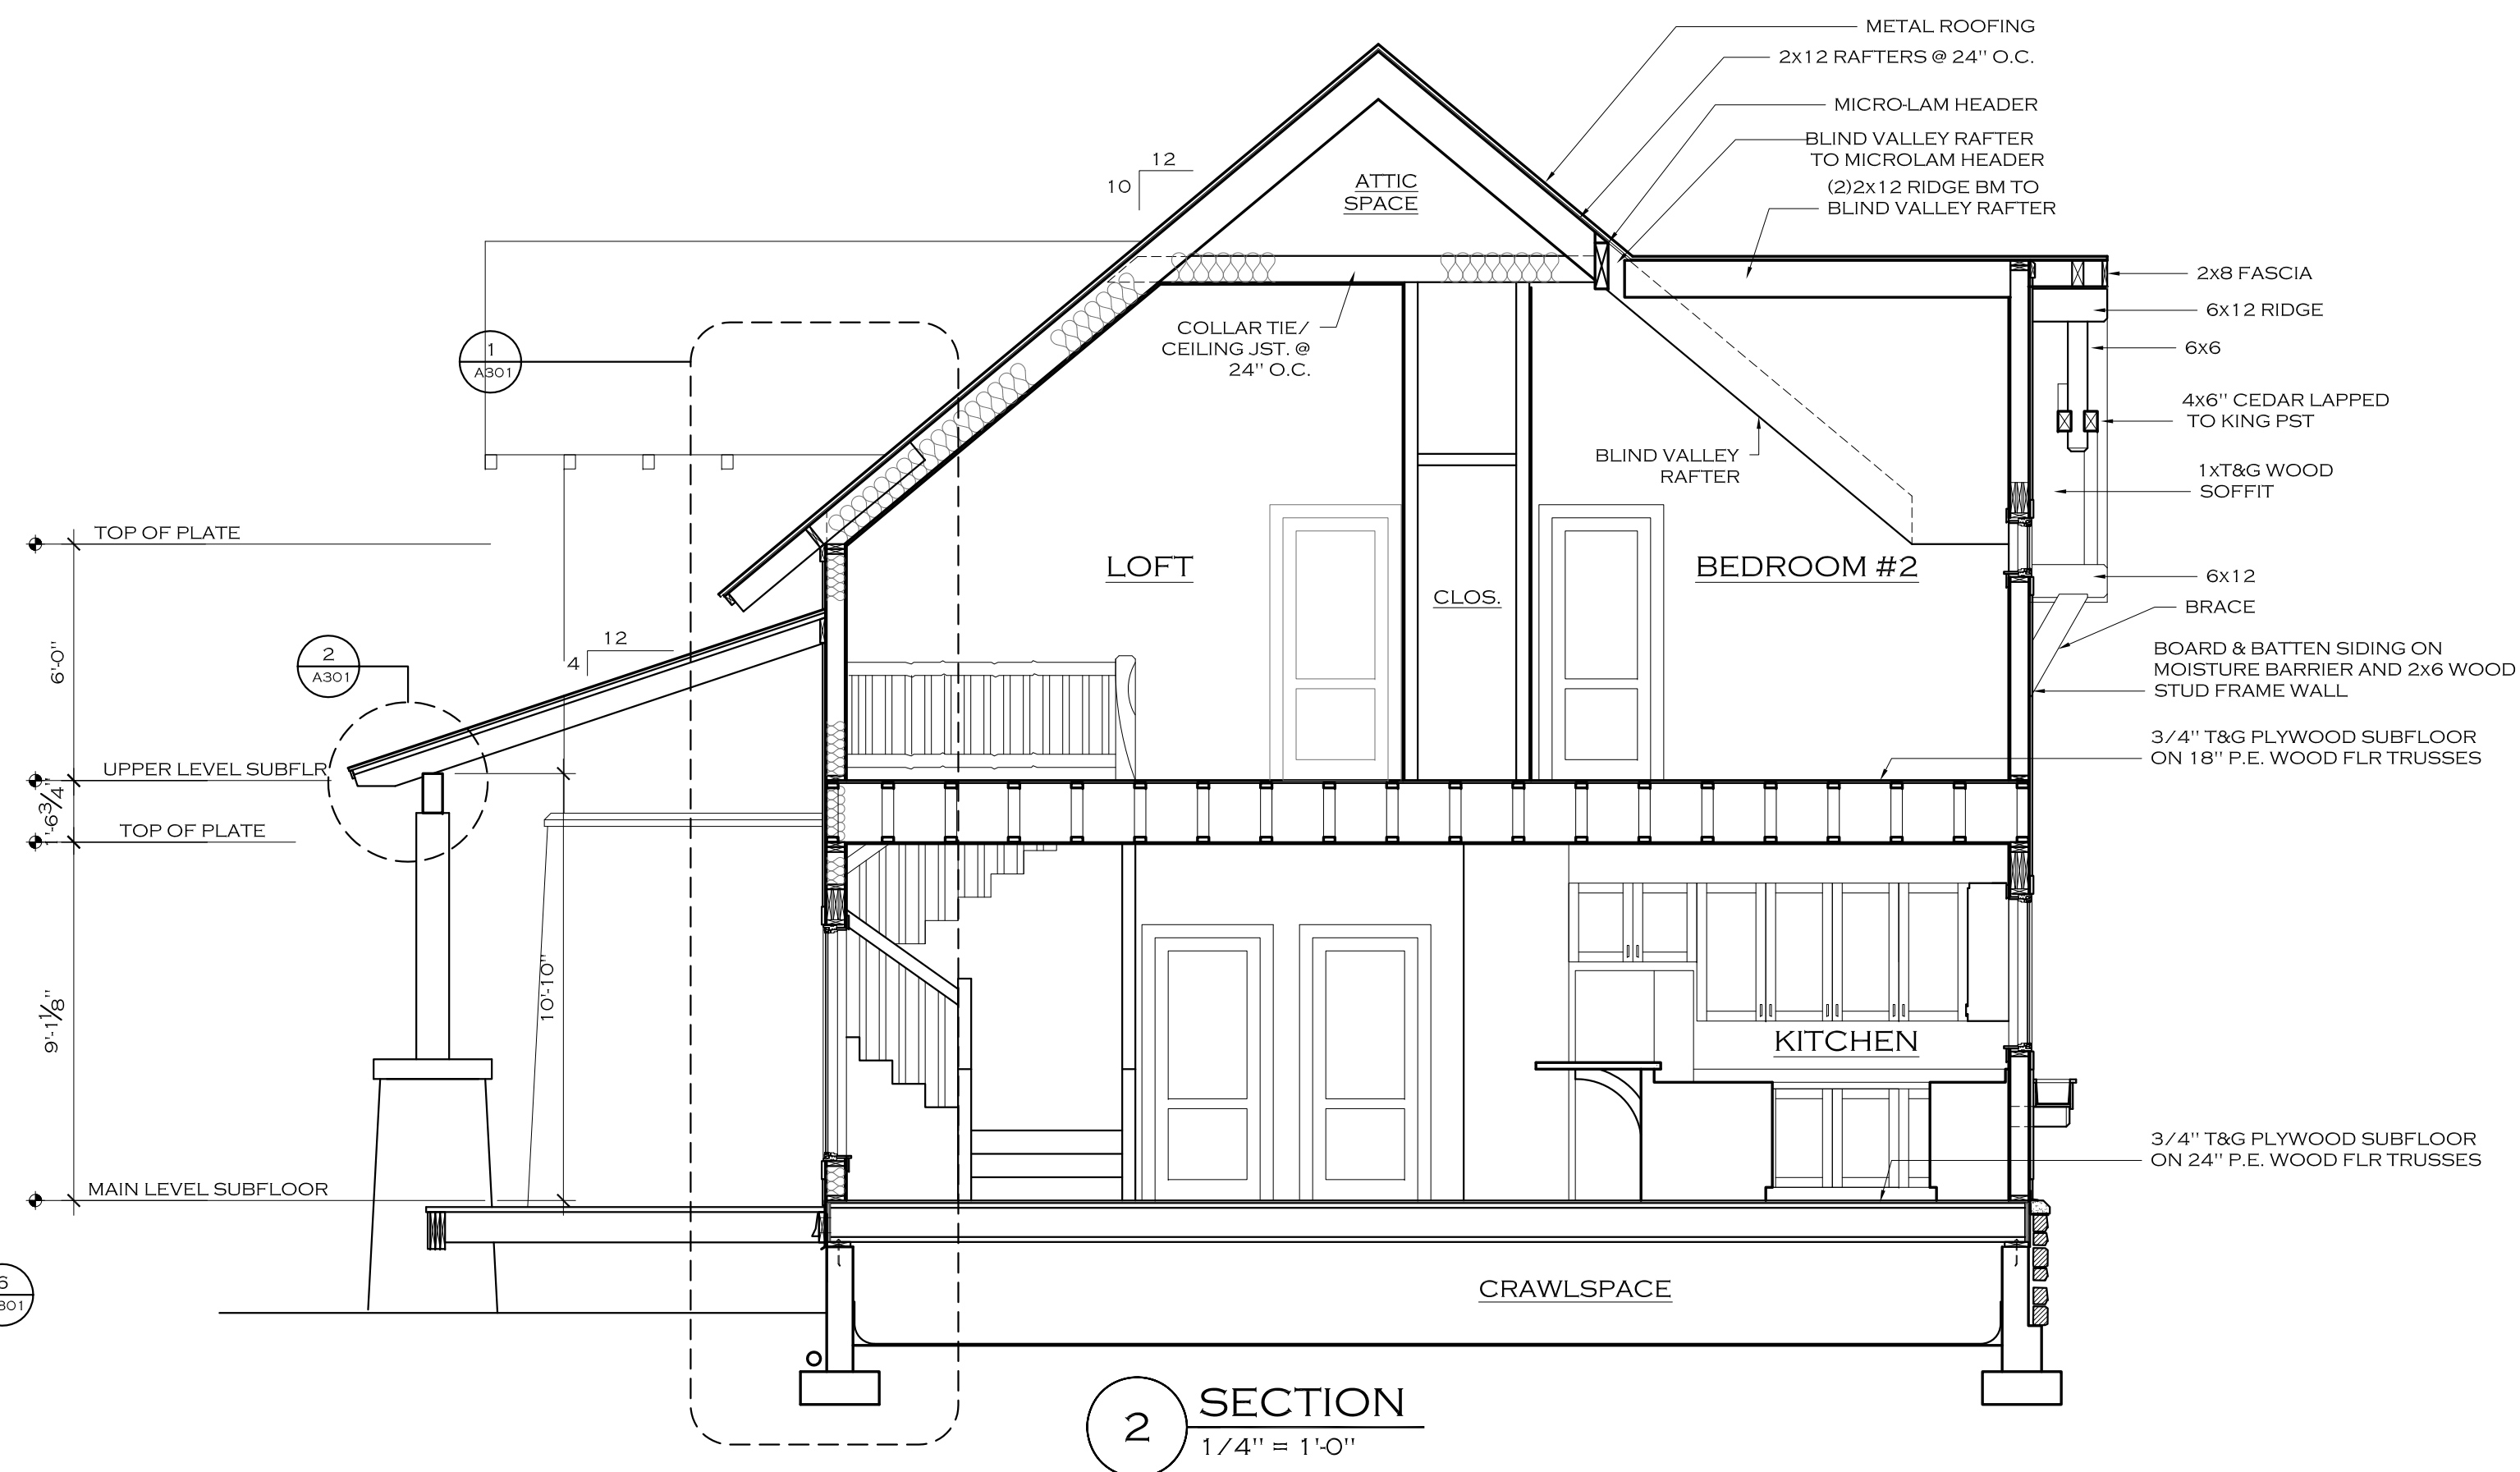 METAL ROOFING
2x12 RAFTERS @ 24" O.C.
MICRO-LAM HEADER
BLIND VALLEY RAFTER
TO MICROLAM HEADER
(2)2x12 RIDGE BM TO
BLIND VALLEY RAFTER
12
10
ATTIC
SPACE
2x8 FASCIA
6x12 RIDGE
6x6
COLLAR TIE/
CEILING JST. @
24" O.C.
1
A301
4x6" CEDAR LAPPED
TO KING PST
BLIND VALLEY
RAFTER
1xT&G WOOD
SOFFIT
TOP OF PLATE
LOFT
CLOS.
BEDROOM #2
6x12
BRACE
12
4
2
A301
6'-0"
BOARD & BATTEN SIDING ON
MOISTURE BARRIER AND 2x6 WOOD
STUD FRAME WALL
3/4" T&G PLYWOOD SUBFLOOR
ON 18" P.E. WOOD FLR TRUSSES
UPPER LEVEL SUBFLR
1'-6 3/4"
TOP OF PLATE
9'-1 1/8"
10'-10"
KITCHEN
3/4" T&G PLYWOOD SUBFLOOR
ON 24" P.E. WOOD FLR TRUSSES
MAIN LEVEL SUBFLOOR
CRAWLSPACE
6
301
2
SECTION
1/4" = 1'-0"